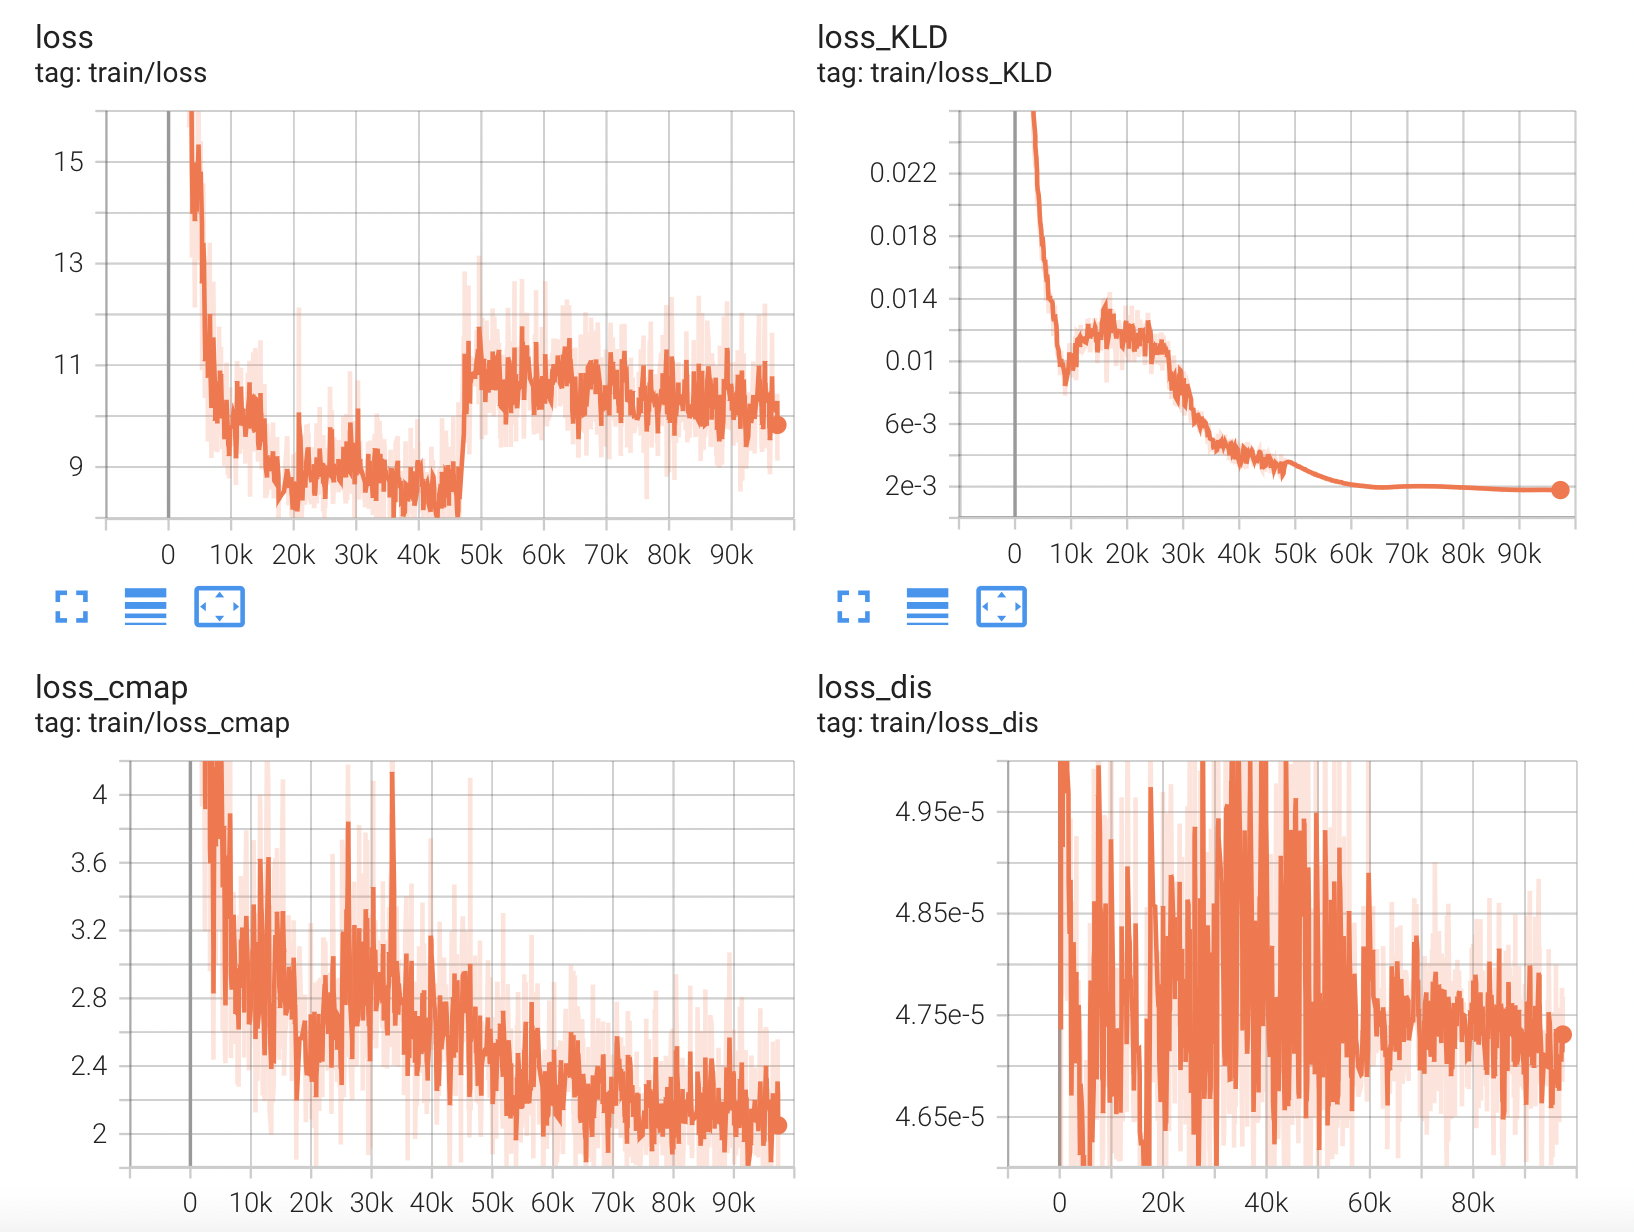 loss
tag: train/loss
15
13
11
9
0 10k 20k 30k 40k 50k 60k 70k 80k 90k
loss_KLD
tag: train/loss_KLD
0.022
0.018
0.014
0.01
6e-3
2e-3
0 10k 20k 30k 40k 50k 60k 70k 80k 90k
loss_cmap
tag: train/loss_cmap
4
3.6
3.2
2.8
2.4
2
0 10k 20k 30k 40k 50k 60k 70k 80k 90k
loss_dis
tag: train/loss_dis
4.95e-5
4.85e-5
4.75e-5
4.65e-5
0 20k 40k 60k 80k